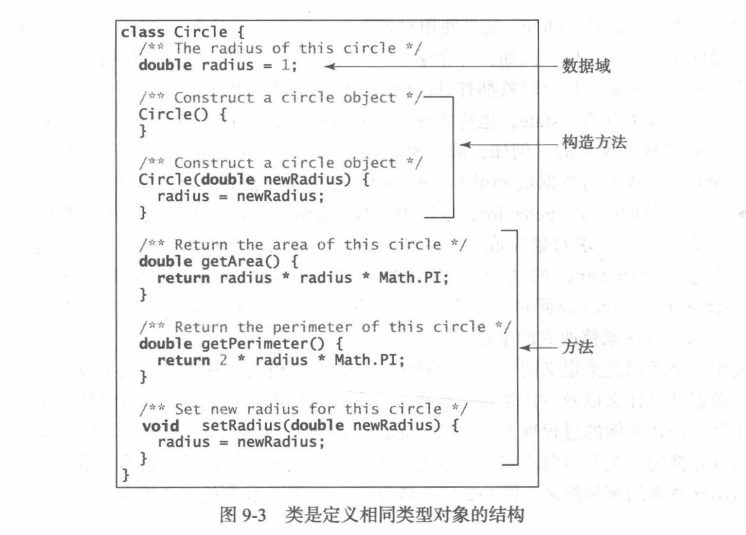 class Circle {
/** The radius of this circle */
double radius = 1;
数据域
/** Construct a circle object */
Circle() {
}
构造方法
/** Construct a circle object */
Circle(double newRadius) {
radius = newRadius;
}
/** Return the area of this circle */
double getArea() {
return radius * radius * Math.PI;
}
/** Return the perimeter of this circle */
double getPerimeter() {
return 2 * radius * Math.PI;
}
方法
/** Set new radius for this circle */
void setRadius(double newRadius) {
radius = newRadius;
}
}
图 9-3 类是定义相同类型对象的结构